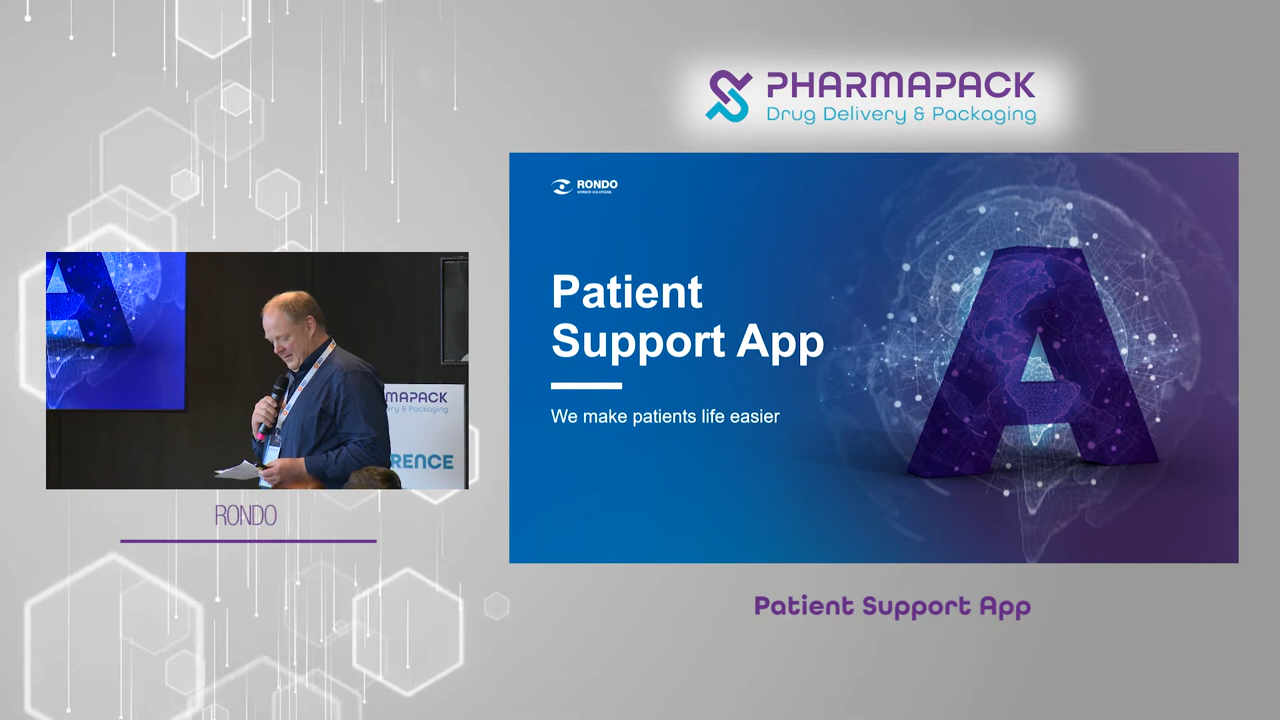 PHARMAPACK
Drug Delivery & Packaging
RONDO
Patient
Support App
We make patients life easier
A
A
MAPACK
ery & Packaging
RENCE
RONDO
Patient Support App